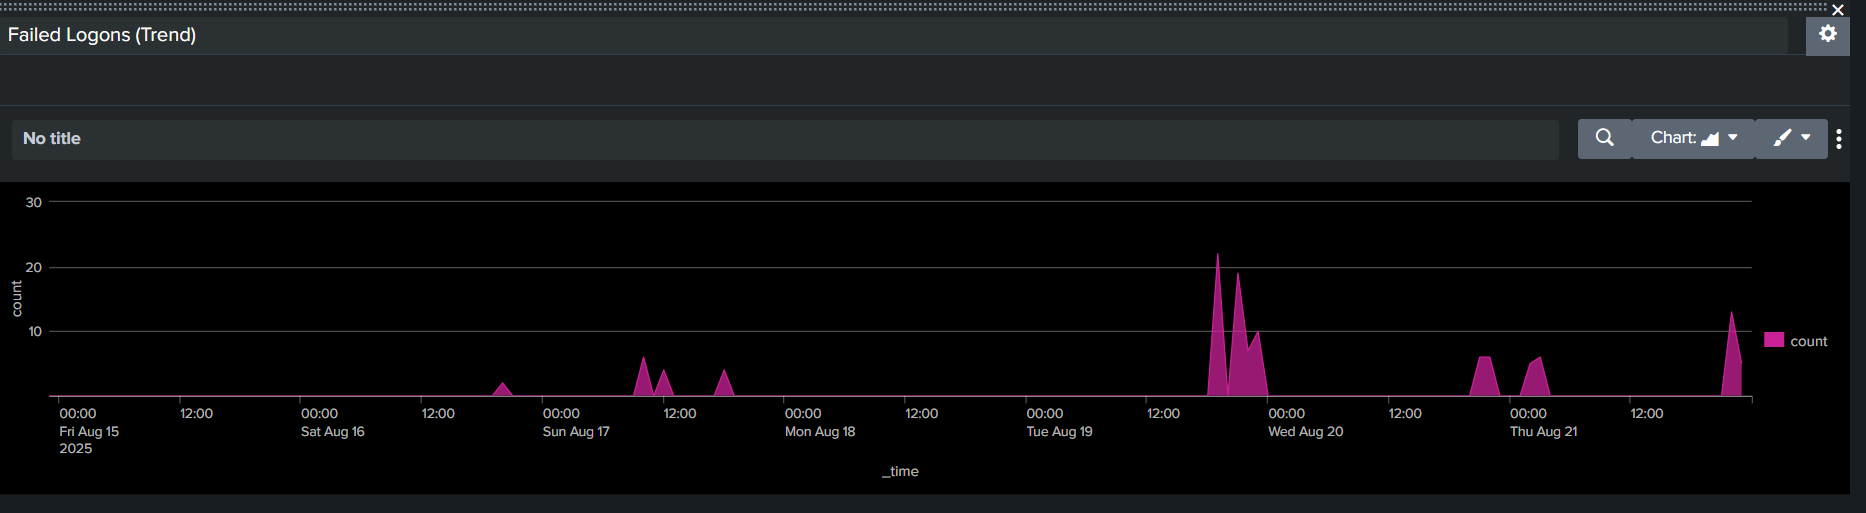 Failed Logons (Trend)
No title
Chart:
30
20
10
count
count
00:00 12:00 00:00 12:00 00:00 12:00 00:00 12:00 00:00 12:00 00:00 12:00 00:00 12:00
Fri Aug 15 Sat Aug 16 Sun Aug 17 Mon Aug 18 Tue Aug 19 Wed Aug 20 Thu Aug 21
2025
_time